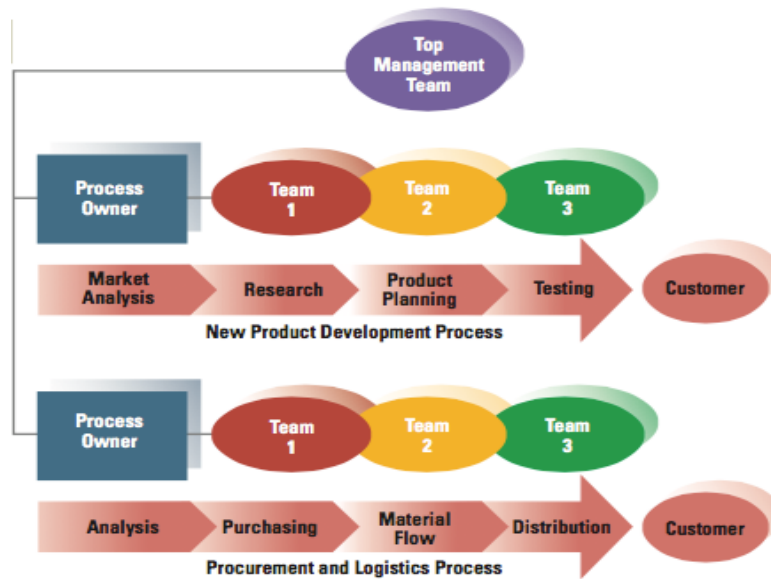 Top
Management
Team
Process
Owner
Team
1
Team
2
Team
3
Market
Analysis
Research
Product
Planning
Testing
Customer
New Product Development Process
Process
Owner
Team
1
Team
2
Team
3
Analysis
Purchasing
Material
Flow
Distribution
Customer
Procurement and Logistics Process